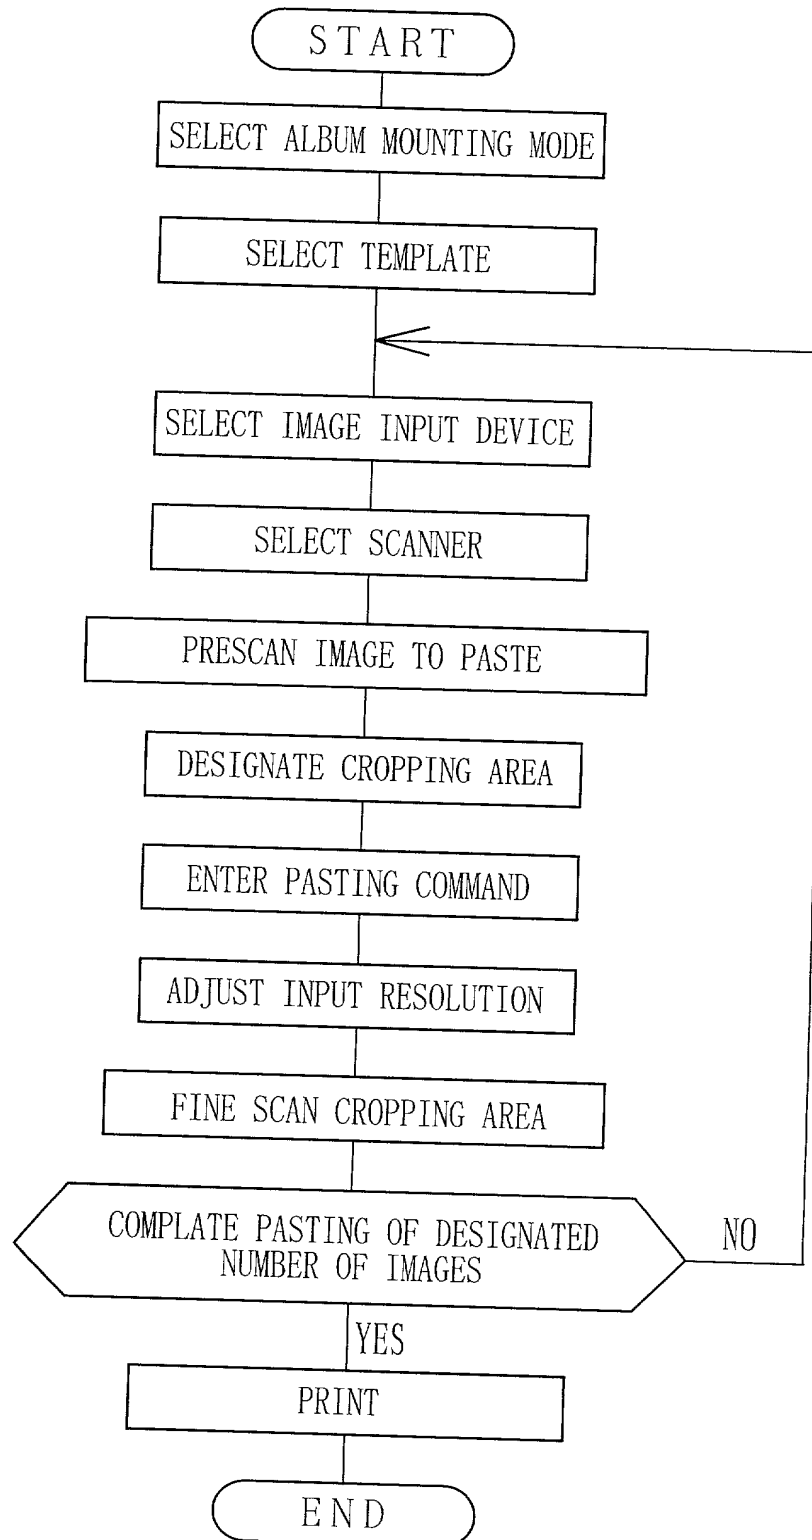 START
SELECT ALBUM MOUNTING MODE
SELECT TEMPLATE
SELECT IMAGE INPUT DEVICE
SELECT SCANNER
PRESCAN IMAGE TO PASTE
DESIGNATE CROPPING AREA
ENTER PASTING COMMAND
ADJUST INPUT RESOLUTION
FINE SCAN CROPPING AREA
COMPLATE PASTING OF DESIGNATED
NUMBER OF IMAGES
NO
YES
PRINT
END